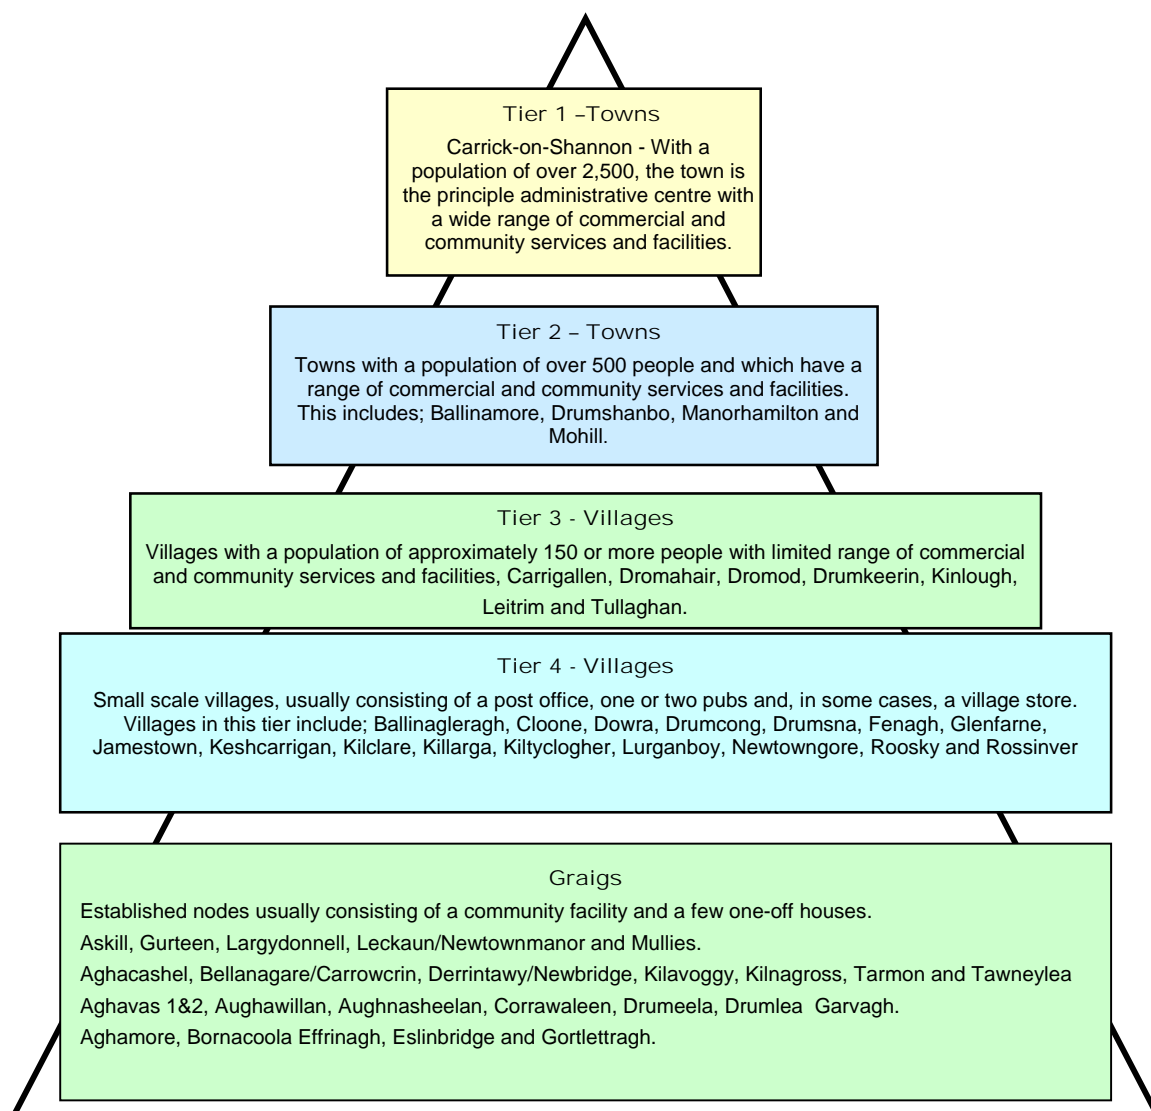 Tier 1 –Towns
Carrick-on-Shannon - With a
population of over 2,500, the town is
the principle administrative centre with
a wide range of commercial and
community services and facilities.
Tier 2 – Towns
Towns with a population of over 500 people and which have a
range of commercial and community services and facilities.
This includes; Ballinamore, Drumshanbo, Manorhamilton and
Mohill.
Tier 3 - Villages
Villages with a population of approximately 150 or more people with limited range of commercial
and community services and facilities, Carrigallen, Dromahair, Dromod, Drumkeerin, Kinlough,
Leitrim and Tullaghan.
Tier 4 - Villages
Small scale villages, usually consisting of a post office, one or two pubs and, in some cases, a village store.
Villages in this tier include; Ballinagleragh, Cloone, Dowra, Drumcong, Drumsna, Fenagh, Glenfarne,
Jamestown, Keshcarrigan, Kilclare, Killarga, Kiltyclogher, Lurganboy, Newtowngore, Roosky and Rossinver
Graigs
Established nodes usually consisting of a community facility and a few one-off houses.
Askill, Gurteen, Largydonnell, Leckaun/Newtownmanor and Mullies.
Aghacashel, Bellanagare/Carrowcrin, Derrintawy/Newbridge, Kilavoggy, Kilnagross, Tarmon and Tawneylea
Aghavas 1&2, Aughawillan, Aughnasheelan, Corrawaleen, Drumeela, Drumlea  Garvagh.
Aghamore, Bornacoola Effrinagh, Eslinbridge and Gortlettragh.